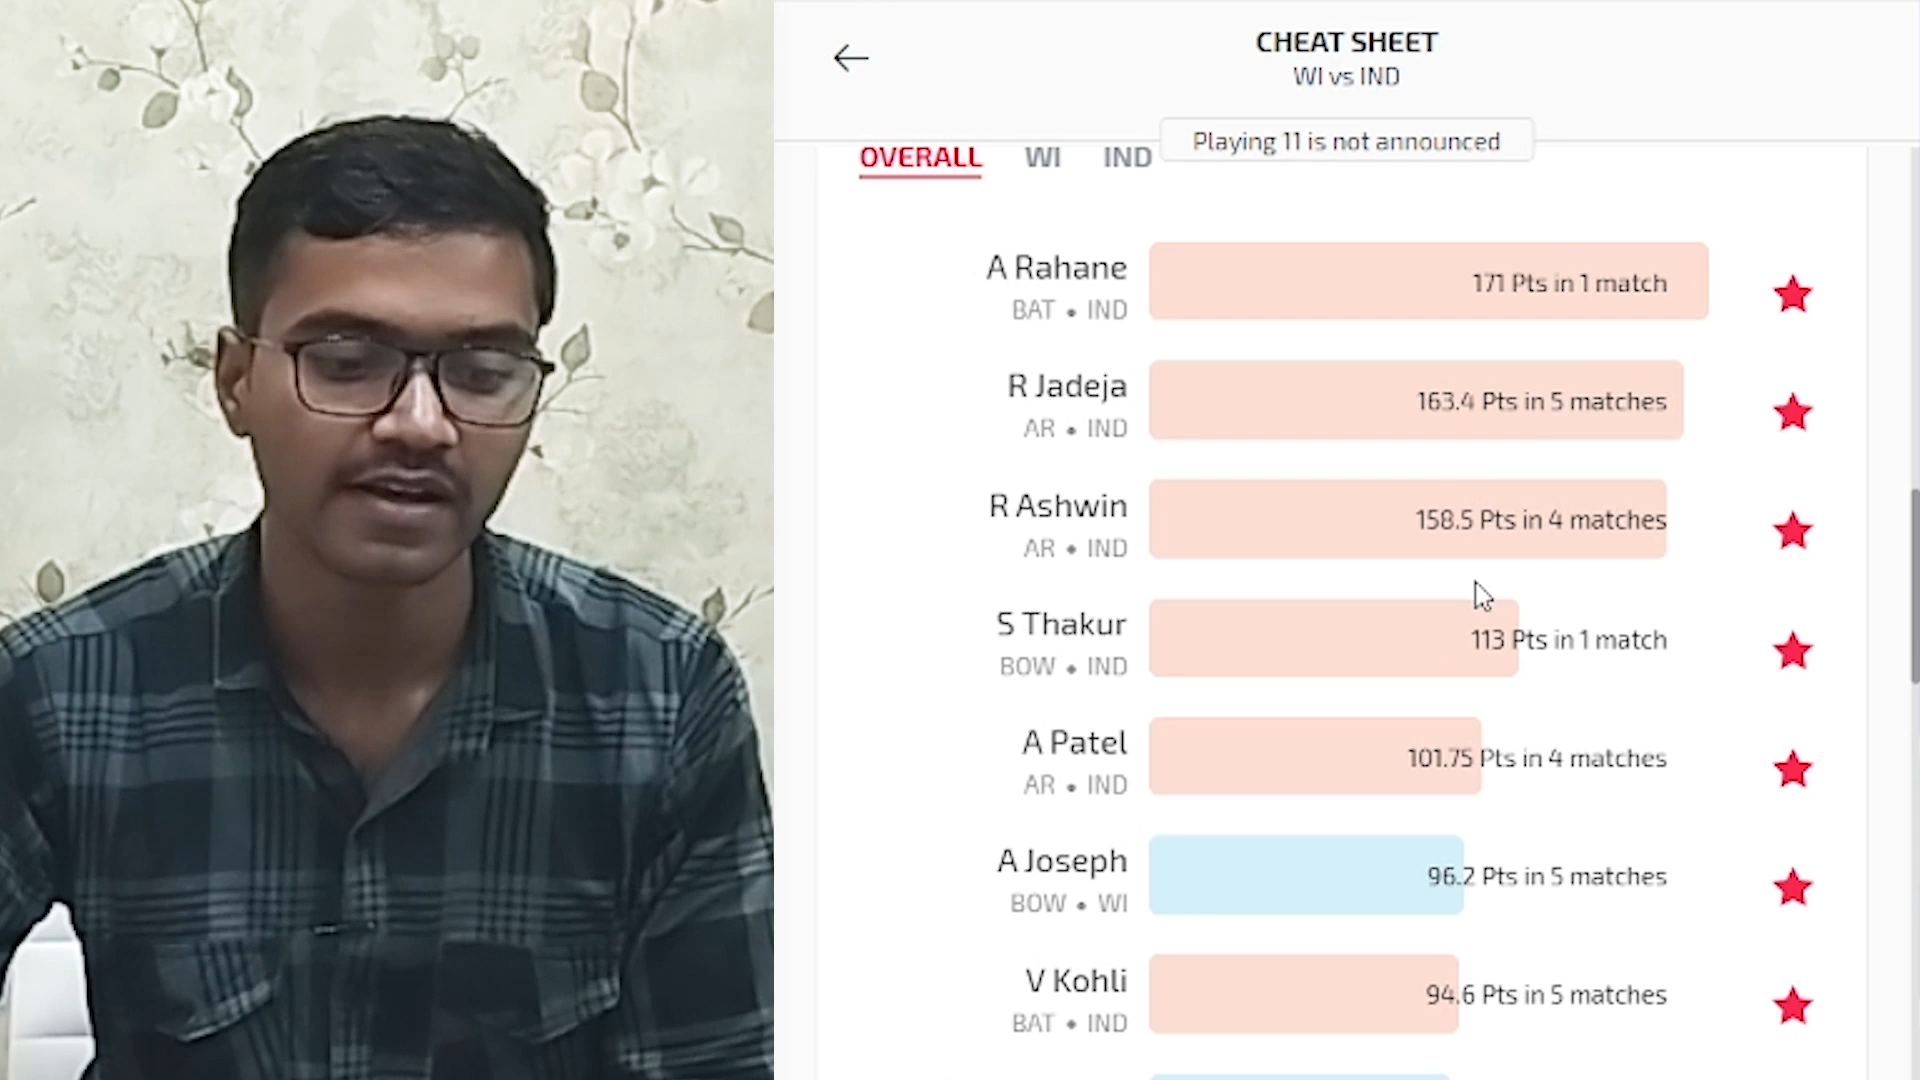 CHEAT SHEET
WI vs IND
Playing 11 is not announced
OVERALL WI IND
A Rahane
BAT • IND
171 Pts in 1 match
R Jadeja
AR • IND
163.4 Pts in 5 matches
R Ashwin
AR • IND
158.5 Pts in 4 matches
S Thakur
BOW • IND
113 Pts in 1 match
A Patel
AR • IND
101.75 Pts in 4 matches
A Joseph
BOW • WI
96.2 Pts in 5 matches
V Kohli
BAT • IND
94.6 Pts in 5 matches